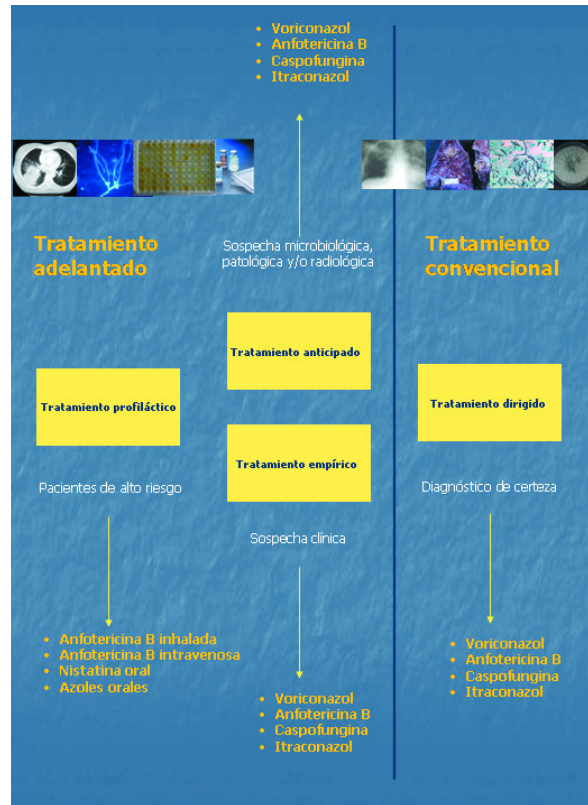 • Voriconazol
• Anfotericina B
• Caspofungina
• Itraconazol
Tratamiento
adelantado
Sospecha microbiológica,
patológica y/o radiológica
Tratamiento
convencional
Tratamiento anticipado
Tratamiento profiláctico
Tratamiento dirigido
Tratamiento empírico
Pacientes de alto riesgo
Diagnóstico de certeza
Sospecha clínica
• Anfotericina B inhalada
• Anfotericina B intravenosa
• Nistatina oral
• Azoles orales
• Voriconazol
• Anfotericina B
• Caspofungina
• Itraconazol
• Voriconazol
• Anfotericina B
• Caspofungina
• Itraconazol